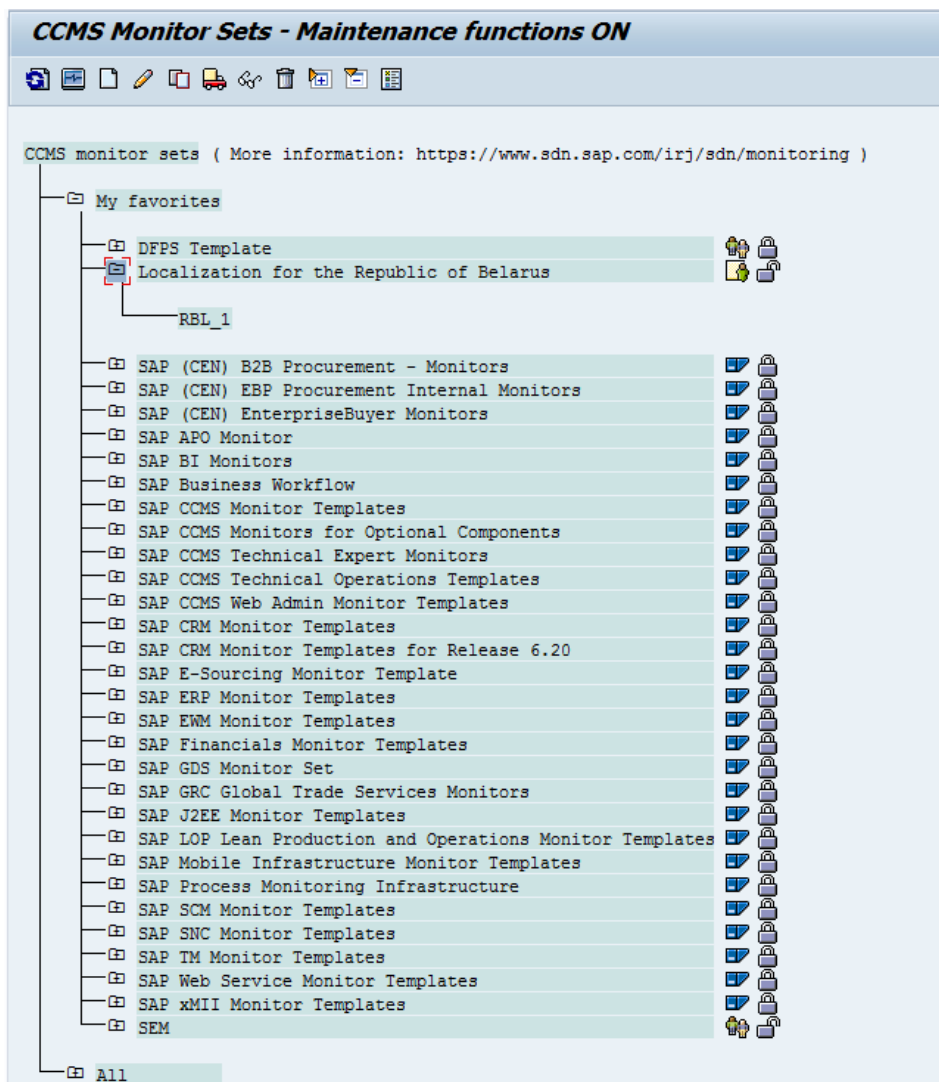 CCMS Monitor Sets - Maintenance functions ON
CCMS monitor sets ( More information: https://www.sdn.sap.com/irj/sdn/monitoring )
My favorites
DFPS Template
Localization for the Republic of Belarus
RBL_1
SAP (CEN) B2B Procurement - Monitors
SAP (CEN) EBP Procurement Internal Monitors
SAP (CEN) EnterpriseBuyer Monitors
SAP APO Monitor
SAP BI Monitors
SAP Business Workflow
SAP CCMS Monitor Templates
SAP CCMS Monitors for Optional Components
SAP CCMS Technical Expert Monitors
SAP CCMS Technical Operations Templates
SAP CCMS Web Admin Monitor Templates
SAP CRM Monitor Templates
SAP CRM Monitor Templates for Release 6.20
SAP E-Sourcing Monitor Template
SAP ERP Monitor Templates
SAP EWM Monitor Templates
SAP Financials Monitor Templates
SAP GDS Monitor Set
SAP GRC Global Trade Services Monitors
SAP J2EE Monitor Templates
SAP LOP Lean Production and Operations Monitor Templates
SAP Mobile Infrastructure Monitor Templates
SAP Process Monitoring Infrastructure
SAP SCM Monitor Templates
SAP SNC Monitor Templates
SAP TM Monitor Templates
SAP Web Service Monitor Templates
SAP xMII Monitor Templates
SEM
All